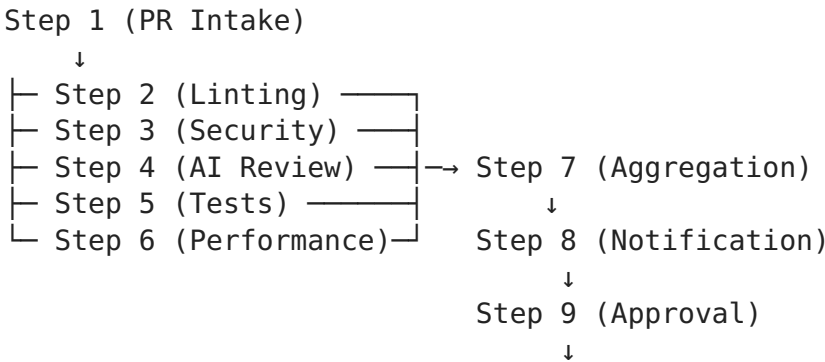 Step 1 (PR Intake)
↓
├─ Step 2 (Linting) ────┐
├─ Step 3 (Security) ───┤
├─ Step 4 (AI Review) ──┤─→ Step 7 (Aggregation)
├─ Step 5 (Tests) ──────┤ ↓
└─ Step 6 (Performance)─┘ Step 8 (Notification)
↓
Step 9 (Approval)
↓